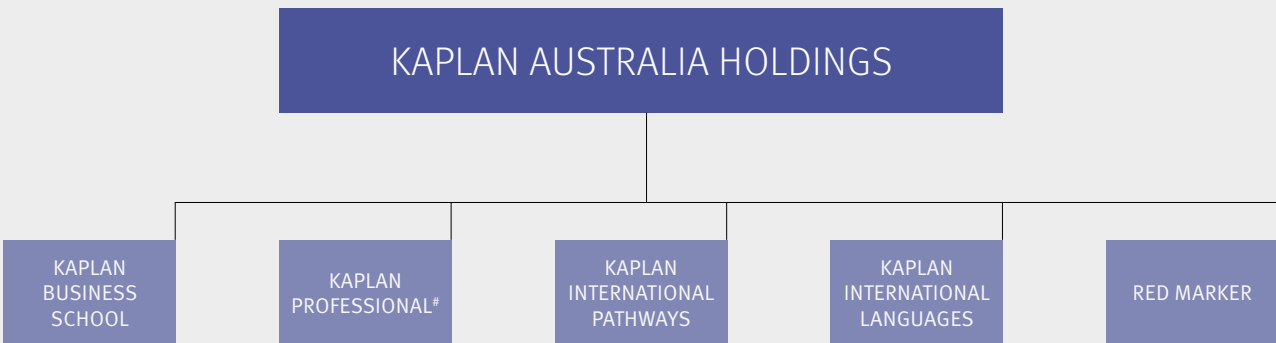 KAPLAN AUSTRALIA HOLDINGS
KAPLAN
BUSINESS
SCHOOL
KAPLAN
PROFESSIONAL#
KAPLAN
INTERNATIONAL
PATHWAYS
KAPLAN
INTERNATIONAL
LANGUAGES
RED MARKER